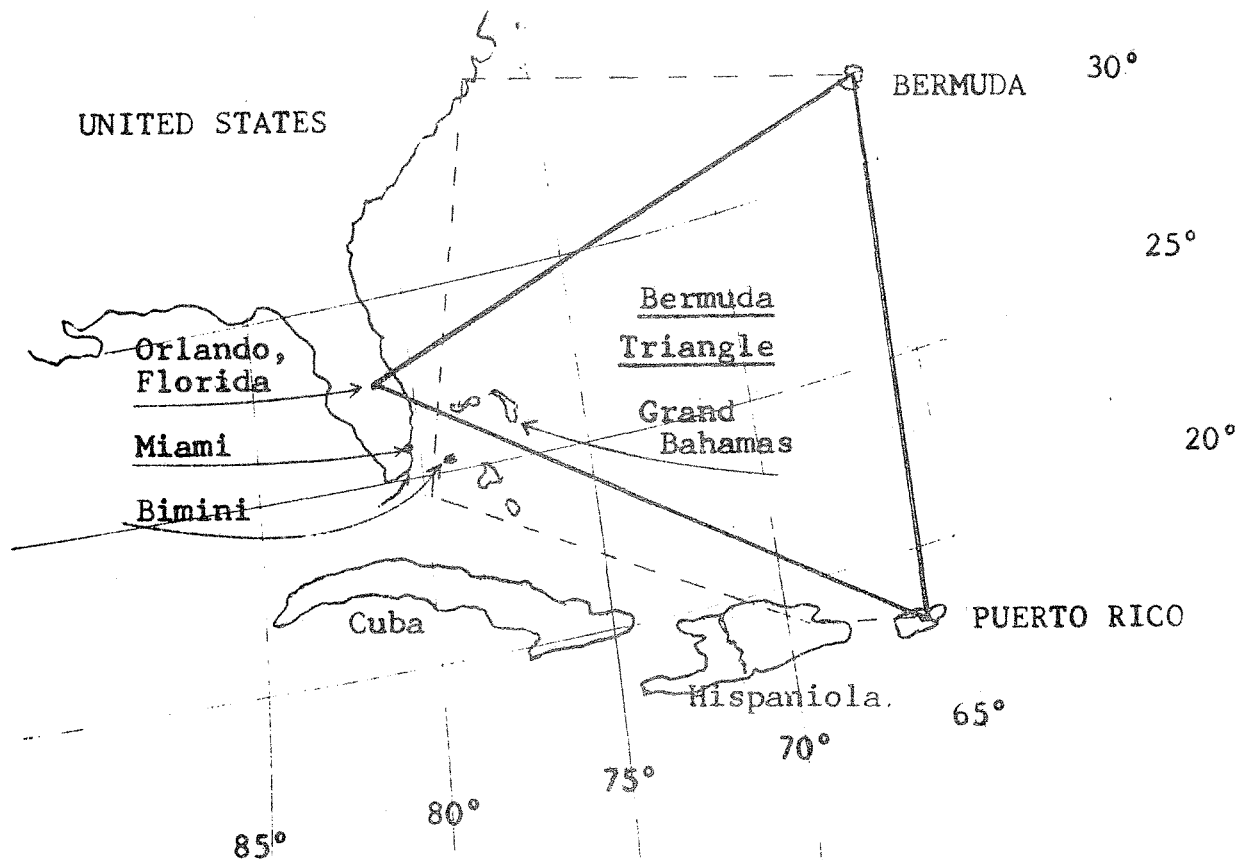 30°
BERMUDA
UNITED STATES
25°
Bermuda
Triangle
Orlando,
Florida
Grand
Bahamas
20°
Miami
Bimini
Cuba
PUERTO RICO
Hispaniola.
65°
70°
75°
80°
85°